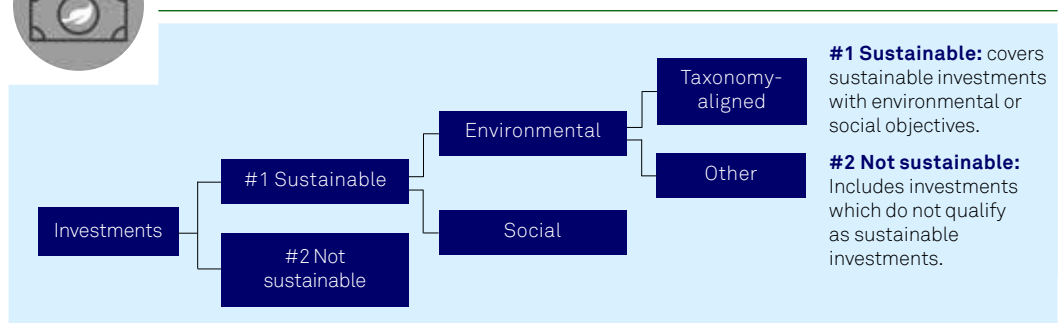 Investments
#1 Sustainable
#2 Not
sustainable
Environmental
Social
Taxonomy-
aligned
Other
#1 Sustainable: covers
sustainable investments
with environmental or
social objectives.
#2 Not sustainable:
Includes investments
which do not qualify
as sustainable
investments.